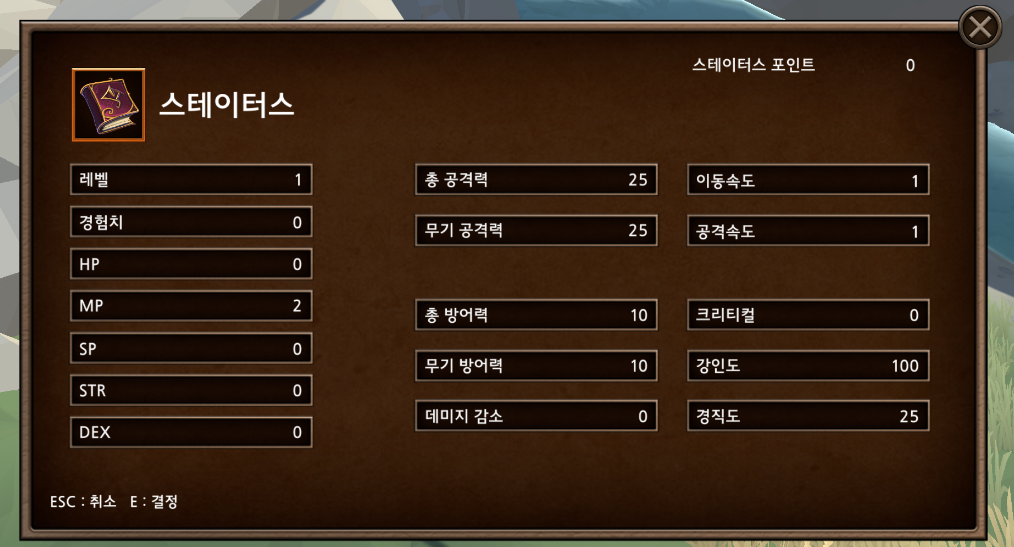 스테이터스 포인트 0
스테이터스
레벨 1
경험치 0
HP 0
MP 2
SP 0
STR 0
DEX 0
총 공격력 25
무기 공격력 25
총 방어력 10
무기 방어력 10
데미지 감소 0
이동속도 1
공격속도 1
크리티컬 0
강인도 100
경직도 25
ESC : 취소 E : 결정